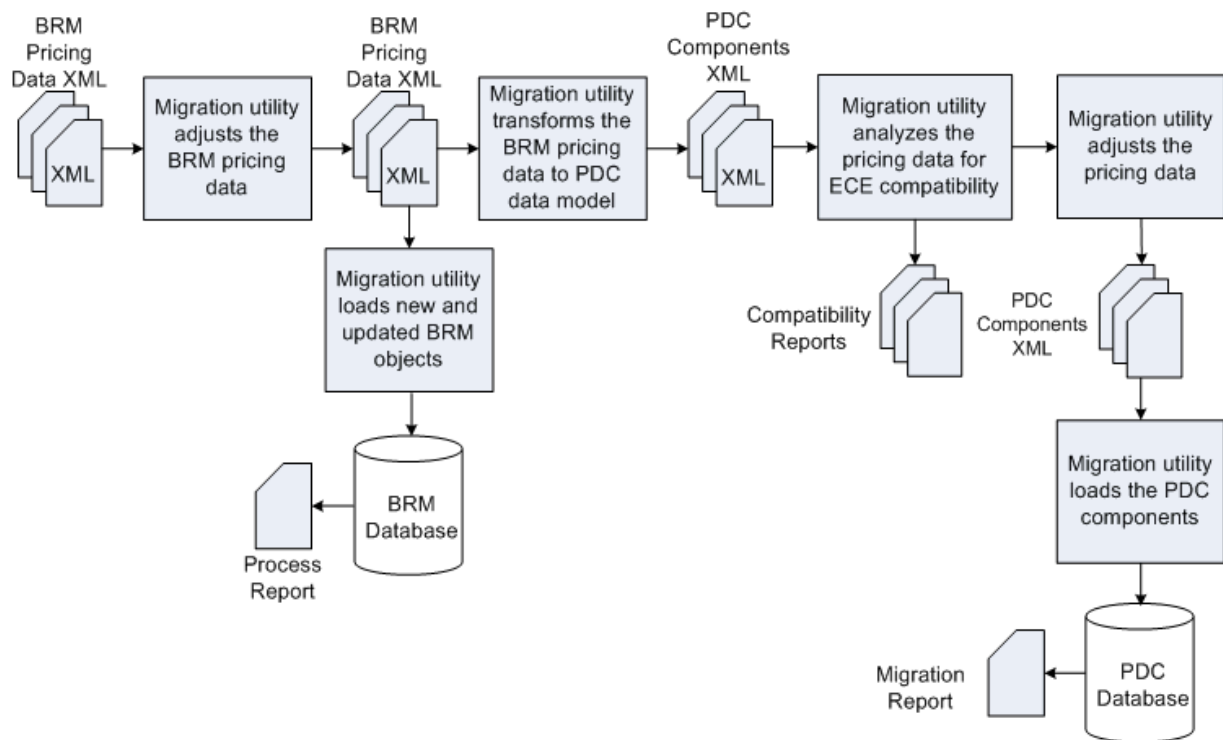 BRM
Pricing
Data XML
XML
Migration utility
adjusts the
BRM pricing
data
BRM
Pricing
Data XML
XML
Migration utility
transforms the
BRM pricing
data to PDC
data model
PDC
Components
XML
XML
Migration utility
analyzes the
pricing data for
ECE compatibility
Migration utility
adjusts the
pricing data
Migration utility
loads new and
updated BRM
objects
Compatibility
Reports
PDC
Components
XML
BRM
Database
Process
Report
Migration utility
loads the PDC
components
Migration
Report
PDC
Database